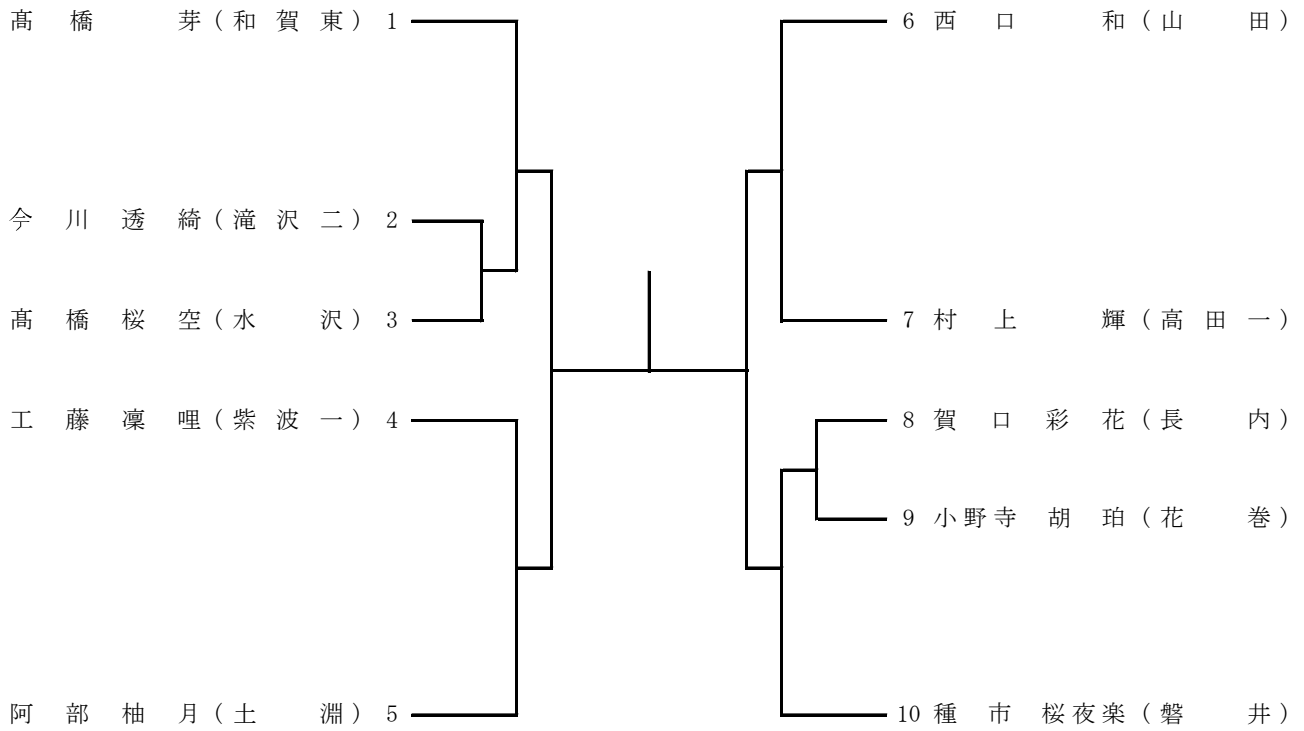 髙橋　芽(和賀東) 1
今川透綺(滝沢二) 2
髙橋桜空(水沢) 3
工藤凜哩(紫波一) 4
阿部柚月(土淵) 5
6 西口　和(山田)
7 村上　輝(高田一)
8 賀口彩花(長内)
9 小野寺胡珀(花巻)
10 種市桜夜楽(磐井)